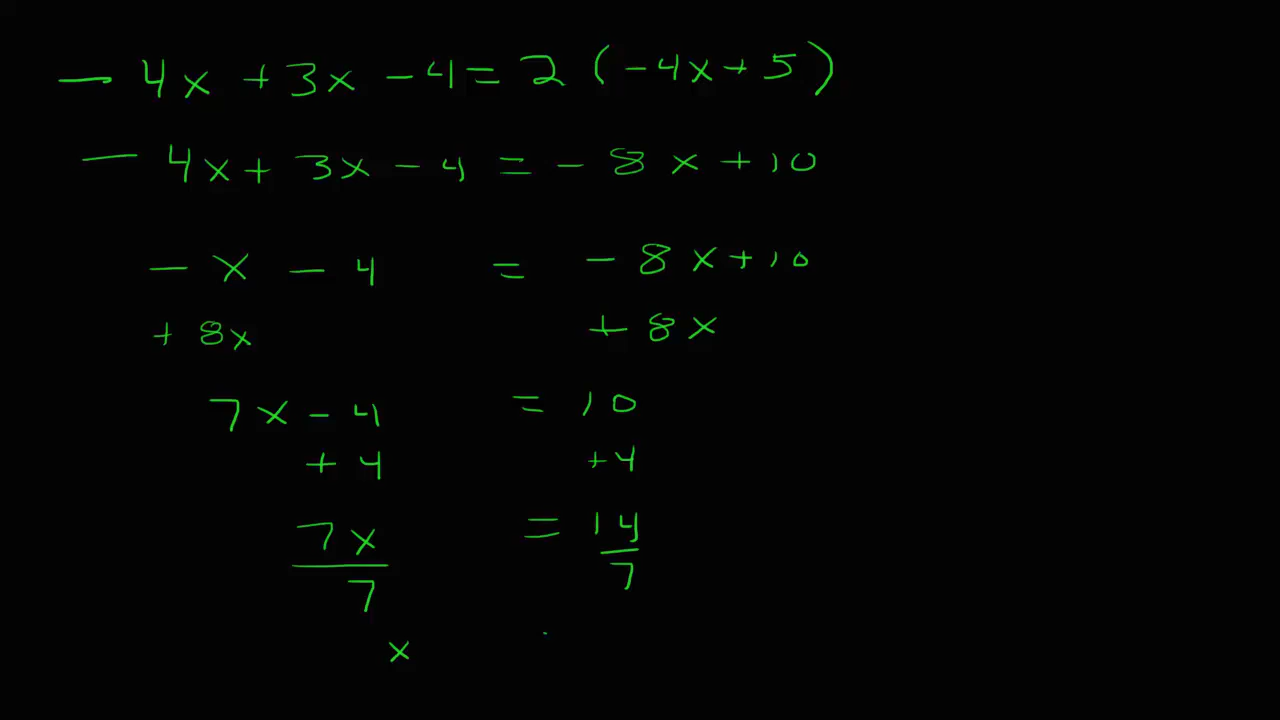 - 4x + 3x - 4 = 2 (-4x + 5)
- 4x + 3x - 4 = - 8x + 10
- x - 4 = - 8x + 10
+ 8x + 8x
7x - 4 = 10
+ 4 + 4
7x = 14
7 7
x